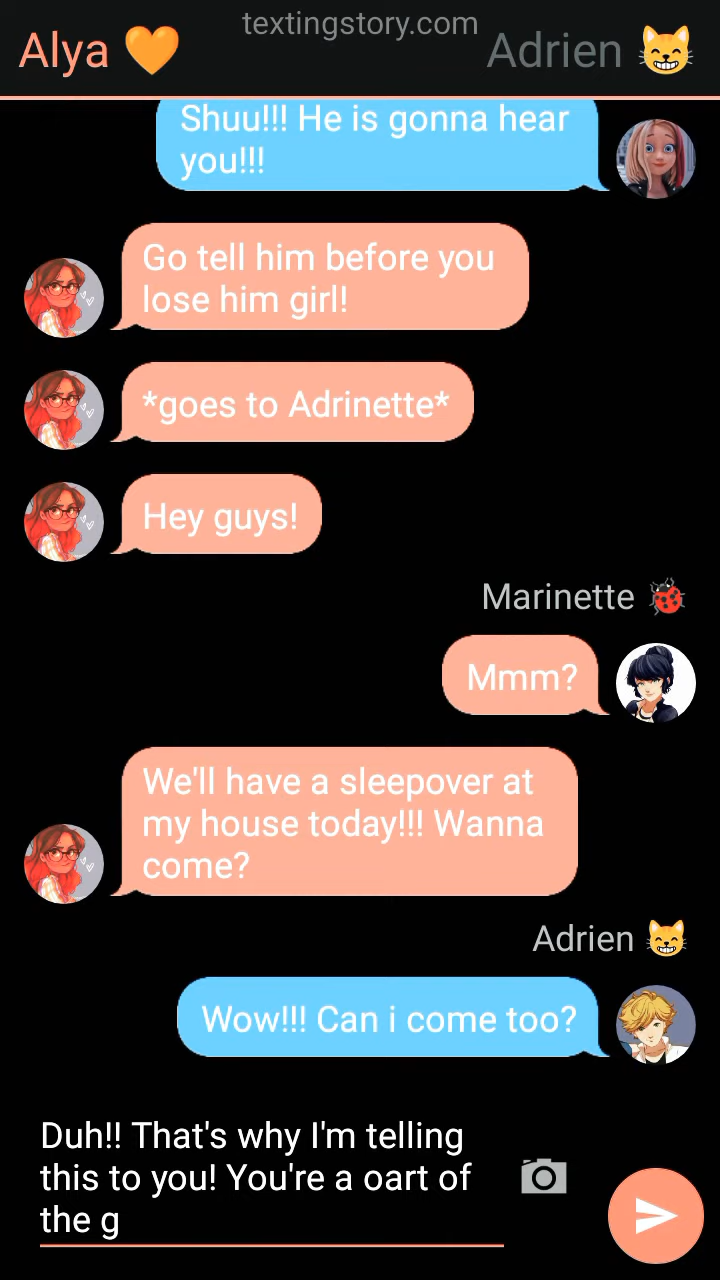 textingstory.com
Alya 🧡
Adrien 😸
Shuu!!! He is gonna hear
you!!!
Go tell him before you
lose him girl!
*goes to Adrinette*
Hey guys!
Marinette 🐞
Mmm?
We'll have a sleepover at
my house today!!! Wanna
come?
Adrien 😸
Wow!!! Can i come too?
Duh!! That's why I'm telling
this to you! You're a oart of
the g